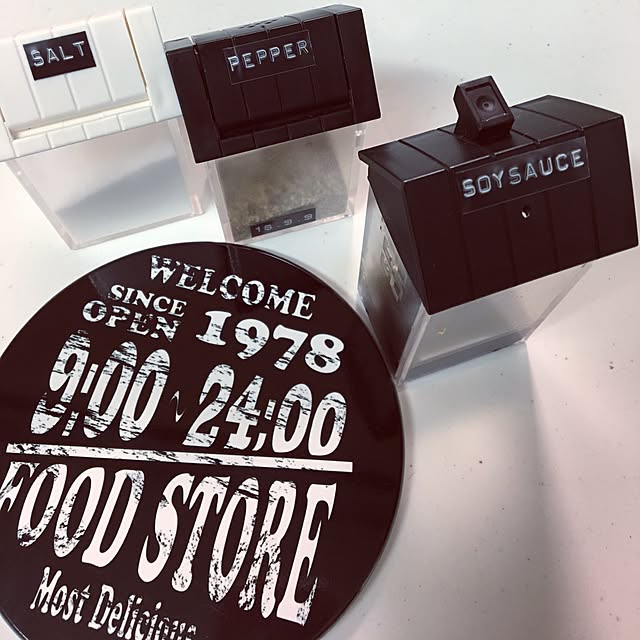 SALT
PEPPER
SOYSAUCE
WELCOME
SINCE
OPEN 1978
9:00~24:00
FOOD STORE
Most Delicious